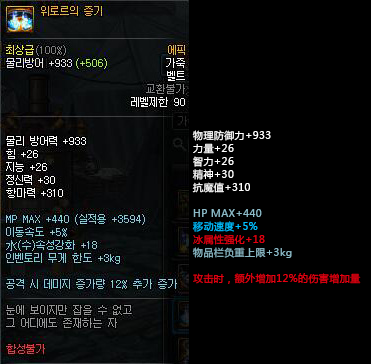 위로르의 증기
최상급(100%) 에픽
물리방어 +933 (+506) 가죽
벨트
교환불가
레벨제한 90
물리 방어력 +933
힘 +26
지능 +26
정신력 +30
항마력 +310
MP MAX +440 (실적용 +3594)
이동속도 +5%
水(수)속성강화 +18
인벤토리 무게 한도 +3kg
공격 시 데미지 증가량 12% 추가 증가
눈에 보이지만 잡을 수 없고
그 어디에도 존재하는 자
합성불가
物理防御力+933
力量+26
智力+26
精神+30
抗魔值+310
HP MAX+440
移动速度+5%
冰属性强化+18
物品栏负重上限+3kg
攻击时，额外增加12%的伤害增加量